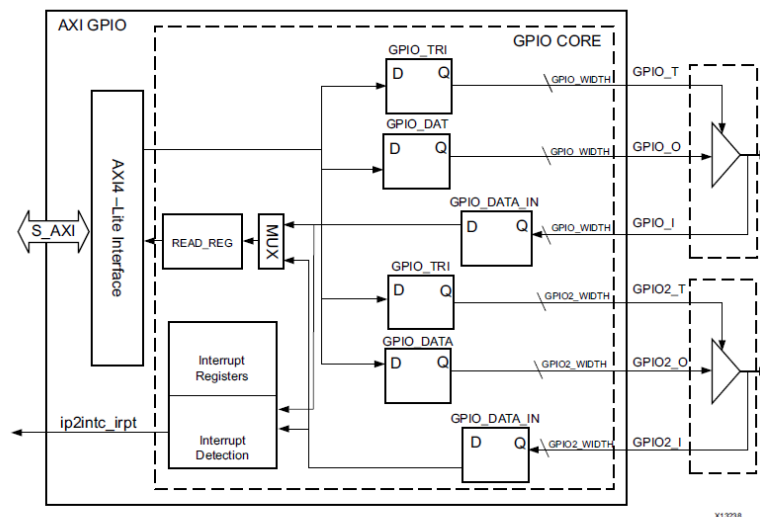 AXI GPIO
GPIO CORE
GPIO_TRI
D Q
GPIO_WIDTH
GPIO_T
GPIO_DAT
D Q
GPIO_WIDTH
GPIO_O
AXI4 –Lite Interface
S_AXI
READ_REG
MUX
GPIO_DATA_IN
D Q
GPIO_WIDTH
GPIO_I
GPIO_TRI
D Q
GPIO2_WIDTH
GPIO2_T
GPIO_DATA
D Q
GPIO2_WIDTH
GPIO2_O
Interrupt
Registers
Interrupt
Detection
ip2intc_irpt
GPIO_DATA_IN
D Q
GPIO2_WIDTH
GPIO2_I